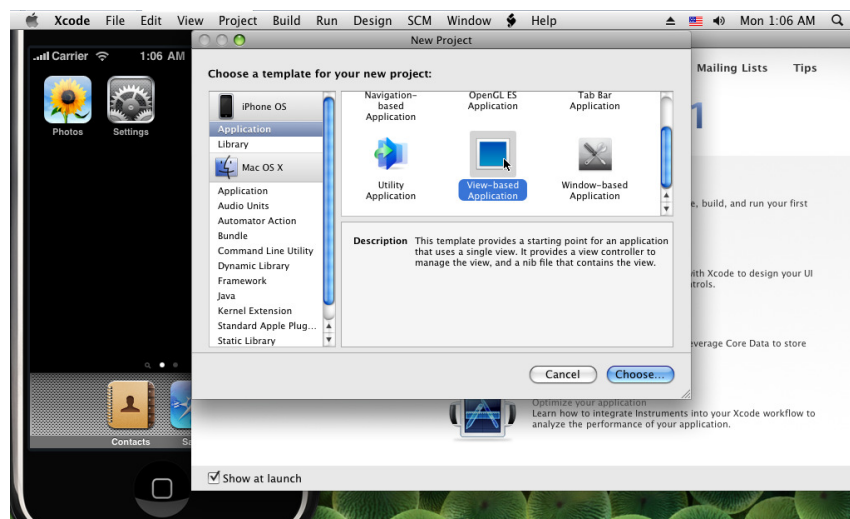 Xcode File Edit View Project Build Run Design SCM Window Help Mon 1:06 AM
Carrier 1:06 AM
Photos Settings
Contacts Sa
New Project
Choose a template for your new project:
iPhone OS
Application
Library
Mac OS X
Application
Audio Units
Automator Action
Bundle
Command Line Utility
Dynamic Library
Framework
Java
Kernel Extension
Standard Apple Plug...
Static Library
Navigation-
based
Application
OpenGL ES
Application
Tab Bar
Application
Utility
Application
View-based
Application
Window-based
Application
Description This template provides a starting point for an application
that uses a single view. It provides a view controller to
manage the view, and a nib file that contains the view.
Cancel Choose...
Mailing Lists Tips
1
e, build, and run your first
ith Xcode to design your UI
trols.
everage Core Data to store
Optimize your application
Learn how to integrate Instruments into your Xcode workflow to
analyze the performance of your application.
Show at launch